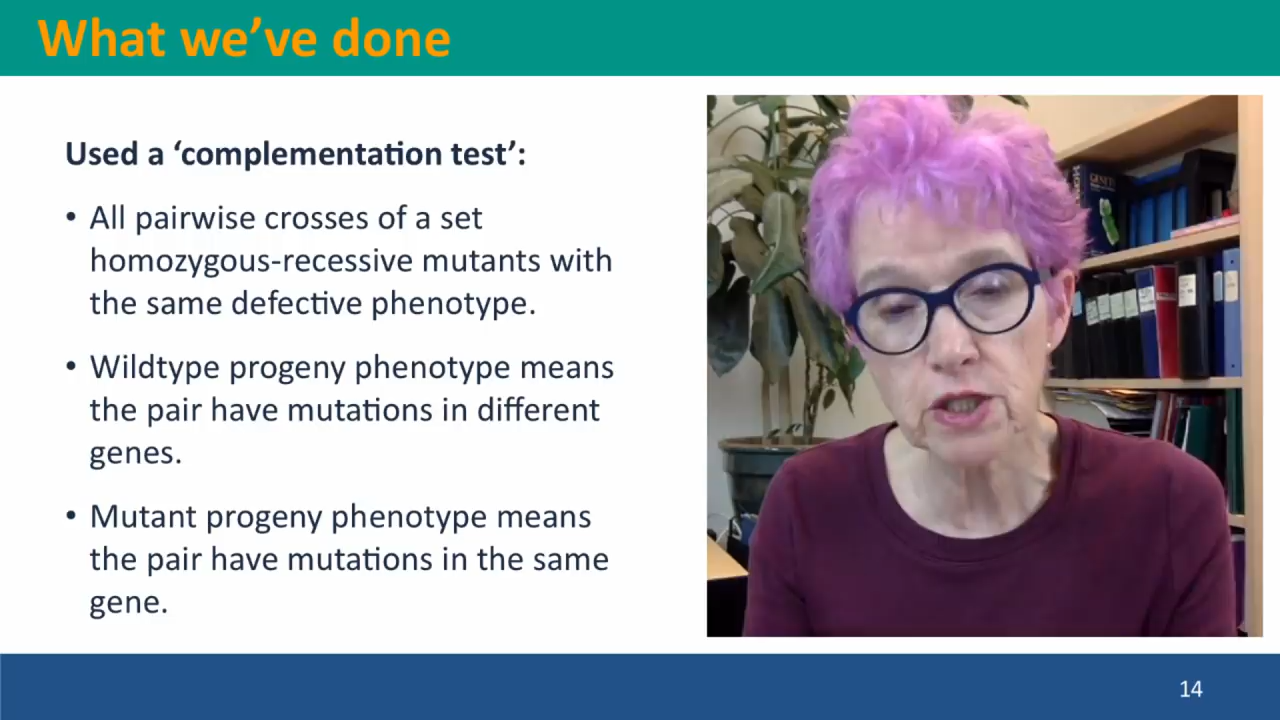 What we've done
Used a ‘complementation test’:
• All pairwise crosses of a set
homozygous-recessive mutants with
the same defective phenotype.
• Wildtype progeny phenotype means
the pair have mutations in different
genes.
• Mutant progeny phenotype means
the pair have mutations in the same
gene.
14